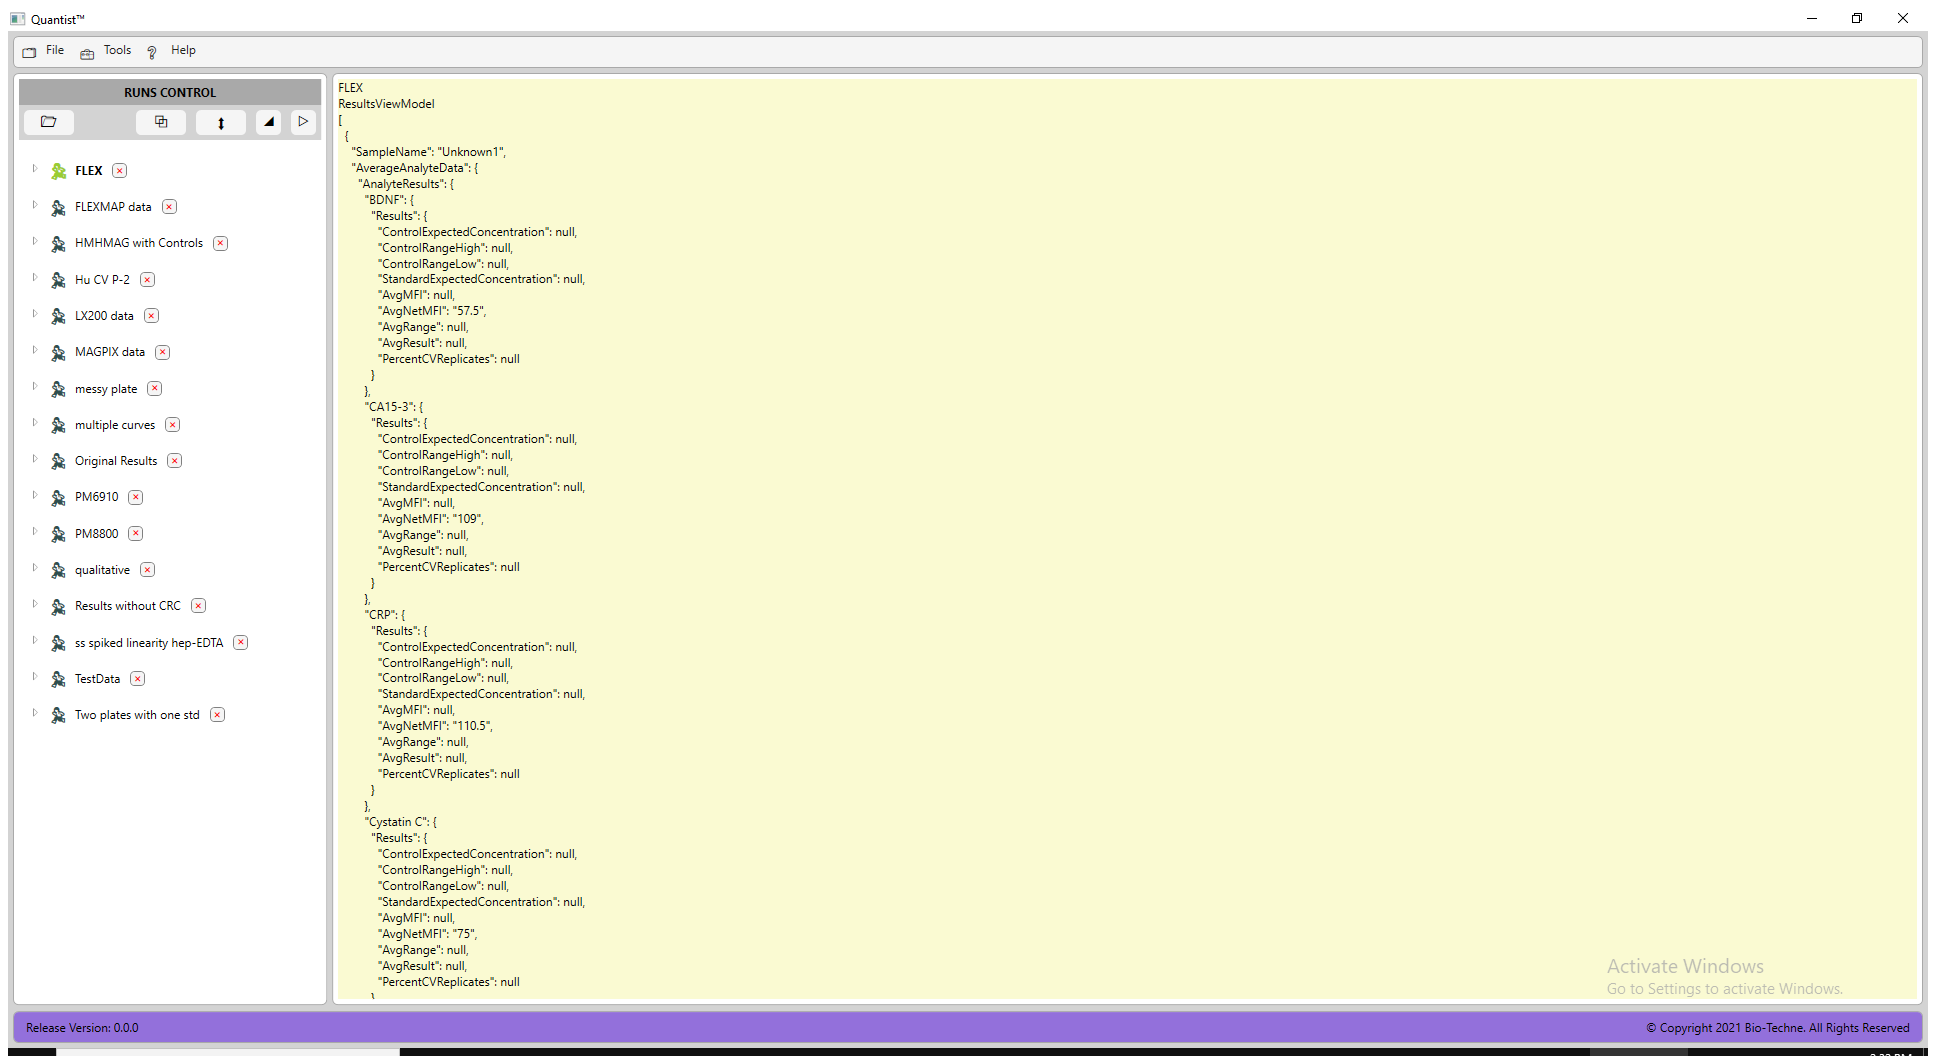 Quantist™
File Tools Help
RUNS CONTROL
FLEX
FLEXMAP data
HMHMAG with Controls
Hu CV P-2
LX200 data
MAGPIX data
messy plate
multiple curves
Original Results
PM6910
PM8800
qualitative
Results without CRC
ss spiked linearity hep-EDTA
TestData
Two plates with one std
FLEX
ResultsViewModel
[
{
"SampleName": "Unknown1",
"AverageAnalyteData": {
"AnalyteResults": {
"BDNF": {
"Results": {
"ControlExpectedConcentration": null,
"ControlRangeHigh": null,
"ControlRangeLow": null,
"StandardExpectedConcentration": null,
"AvgMFI": null,
"AvgNetMFI": "57.5",
"AvgRange": null,
"AvgResult": null,
"PercentCVReplicates": null
}
},
"CA15-3": {
"Results": {
"ControlExpectedConcentration": null,
"ControlRangeHigh": null,
"ControlRangeLow": null,
"StandardExpectedConcentration": null,
"AvgMFI": null,
"AvgNetMFI": "109",
"AvgRange": null,
"AvgResult": null,
"PercentCVReplicates": null
}
},
"CRP": {
"Results": {
"ControlExpectedConcentration": null,
"ControlRangeHigh": null,
"ControlRangeLow": null,
"StandardExpectedConcentration": null,
"AvgMFI": null,
"AvgNetMFI": "110.5",
"AvgRange": null,
"AvgResult": null,
"PercentCVReplicates": null
}
},
"Cystatin C": {
"Results": {
"ControlExpectedConcentration": null,
"ControlRangeHigh": null,
"ControlRangeLow": null,
"StandardExpectedConcentration": null,
"AvgMFI": null,
"AvgNetMFI": "75",
"AvgRange": null,
"AvgResult": null,
"PercentCVReplicates": null
}
Activate Windows
Go to Settings to activate Windows.
Release Version: 0.0.0
© Copyright 2021 Bio-Techne. All Rights Reserved